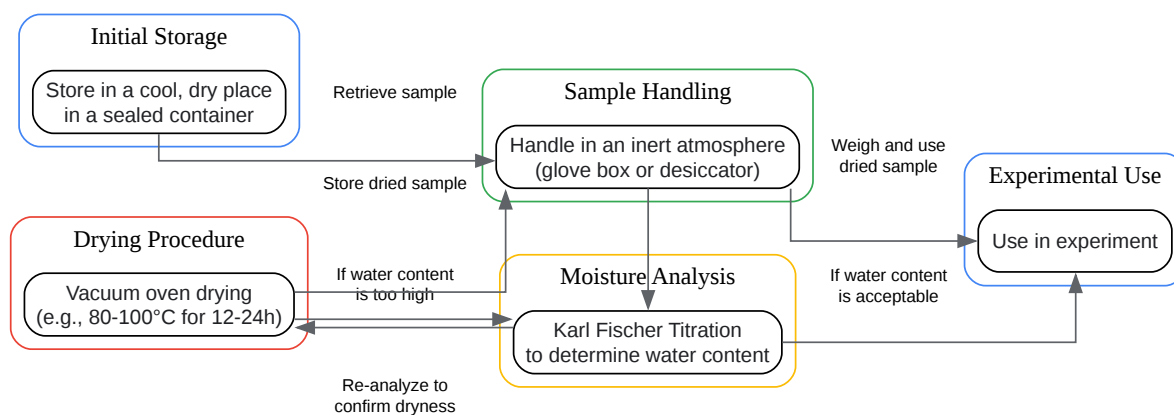 Initial Storage
Store in a cool, dry place
in a sealed container
Retrieve sample
Sample Handling
Handle in an inert atmosphere
(glove box or desiccator)
Weigh and use
dried sample
Store dried sample
Experimental Use
Use in experiment
Drying Procedure
Vacuum oven drying
(e.g., 80-100°C for 12-24h)
If water content
is too high
Moisture Analysis
Karl Fischer Titration
to determine water content
If water content
is acceptable
Re-analyze to
confirm dryness